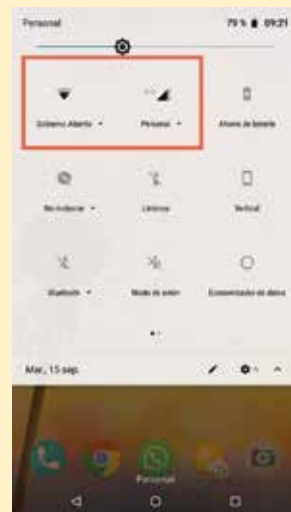 Personal 79 % 09:21
Gobierno Abierto Personal Ahorro de batería
No molestar Linterna Vertical
Bluetooth Modo de avión Economizador de datos
Mar., 15 sep.
Personal